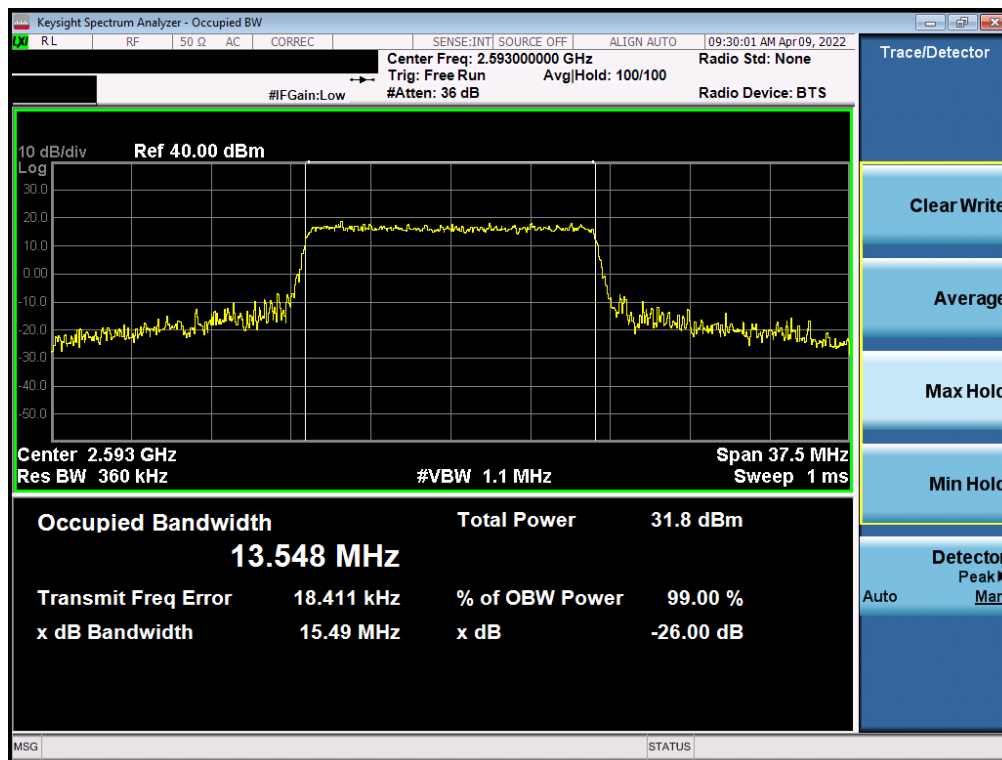 Keysight Spectrum Analyzer - Occupied BW
LXI RL RF 50 Ω AC CORREC SENSE:INT SOURCE OFF ALIGN AUTO 09:30:01 AM Apr 09, 2022
Center Freq: 2.593000000 GHz Radio Std: None
Trig: Free Run Avg|Hold: 100/100
#IFGain:Low #Atten: 36 dB Radio Device: BTS
Trace/Detector
10 dB/div Ref 40.00 dBm
Log
30.0
20.0
10.0
0.00
-10.0
-20.0
-30.0
-40.0
-50.0
Center 2.593 GHz Span 37.5 MHz
Res BW 360 kHz #VBW 1.1 MHz Sweep 1 ms
Occupied Bandwidth Total Power 31.8 dBm
13.548 MHz
Transmit Freq Error 18.411 kHz % of OBW Power 99.00 %
x dB Bandwidth 15.49 MHz x dB -26.00 dB
Clear Write
Average
Max Hold
Min Hold
Detector
Peak
Auto Man
MSG STATUS